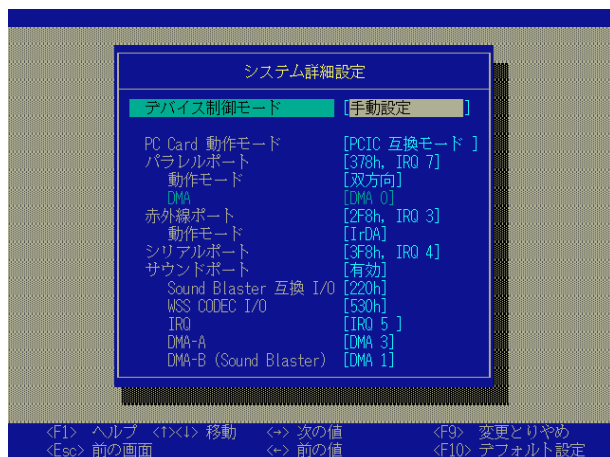 システム詳細設定
デバイス制御モード [手動設定 ]
PC Card 動作モード [PCIC 互換モード ]
パラレルポート [378h, IRQ 7]
動作モード [双方向]
DMA [DMA 0]
赤外線ポート [2F8h, IRQ 3]
動作モード [IrDA]
シリアルポート [3F8h, IRQ 4]
サウンドポート [有効]
Sound Blaster 互換 I/O [220h]
WSS CODEC I/O [530h]
IRQ [IRQ 5 ]
DMA-A [DMA 3]
DMA-B (Sound Blaster) [DMA 1]
<F1> ヘルプ <↑><↓> 移動 <→> 次の値 <F9> 変更とりやめ
<Esc> 前の画面 <←> 前の値 <F10> デフォルト設定